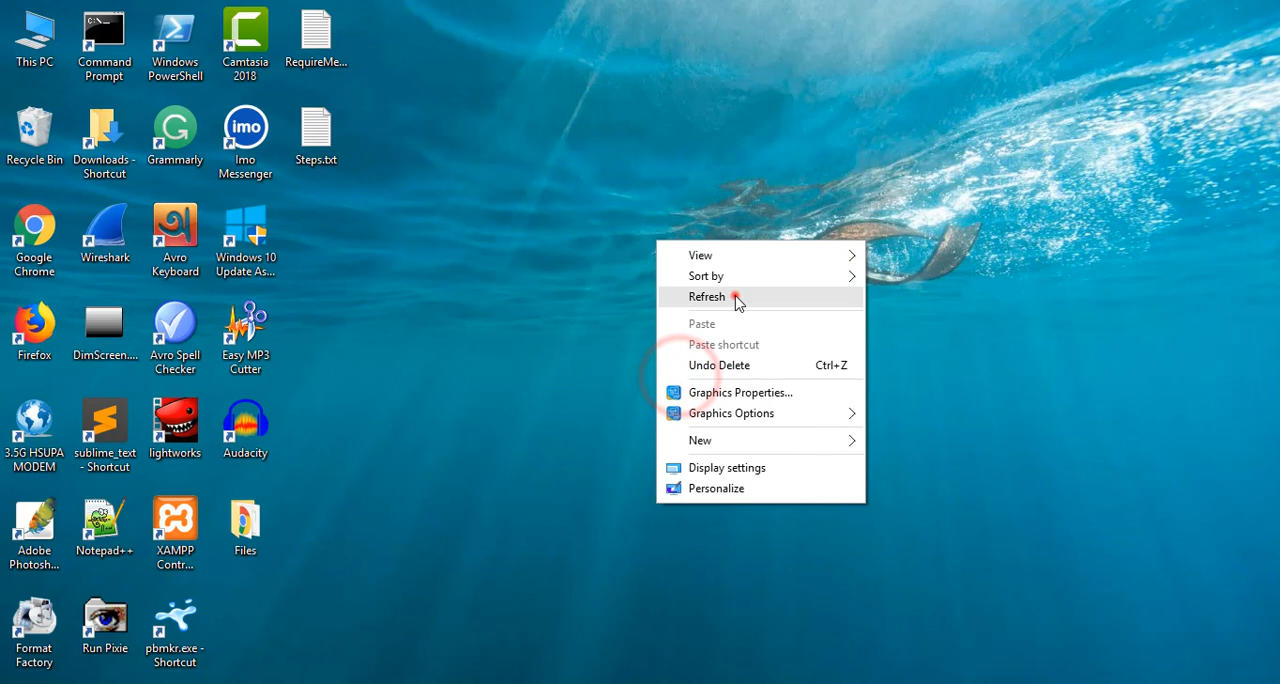 This PC
Command
Prompt
Windows
PowerShell
Camtasia
2018
RequireMe...
Recycle Bin
Downloads -
Shortcut
Grammarly
imo
Imo
Messenger
Steps.txt
Google
Chrome
Wireshark
Avro
Keyboard
Windows 10
Update As...
Firefox
DimScreen....
Avro Spell
Checker
Easy MP3
Cutter
3.5G HSUPA
MODEM
sublime_text
- Shortcut
lightworks
Audacity
Adobe
Photosh...
Notepad++
XAMPP
Contr...
Files
Format
Factory
Run Pixie
pbmkr.exe -
Shortcut
View
Sort by
Refresh
Paste
Paste shortcut
Undo Delete Ctrl+Z
Graphics Properties...
Graphics Options
New
Display settings
Personalize